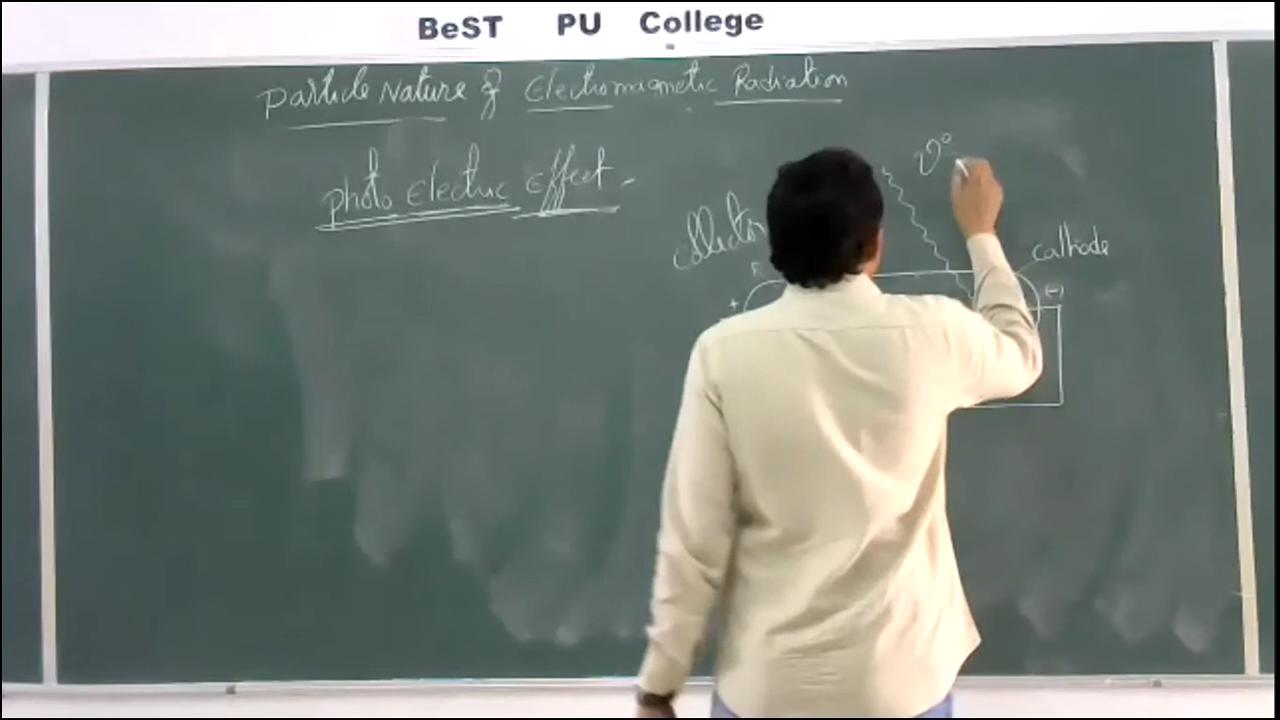 BeST PU College
Particle Nature of Electromagnetic Radiation
Photo Electric Effect -
ν°
collector
cathode
+
(-)